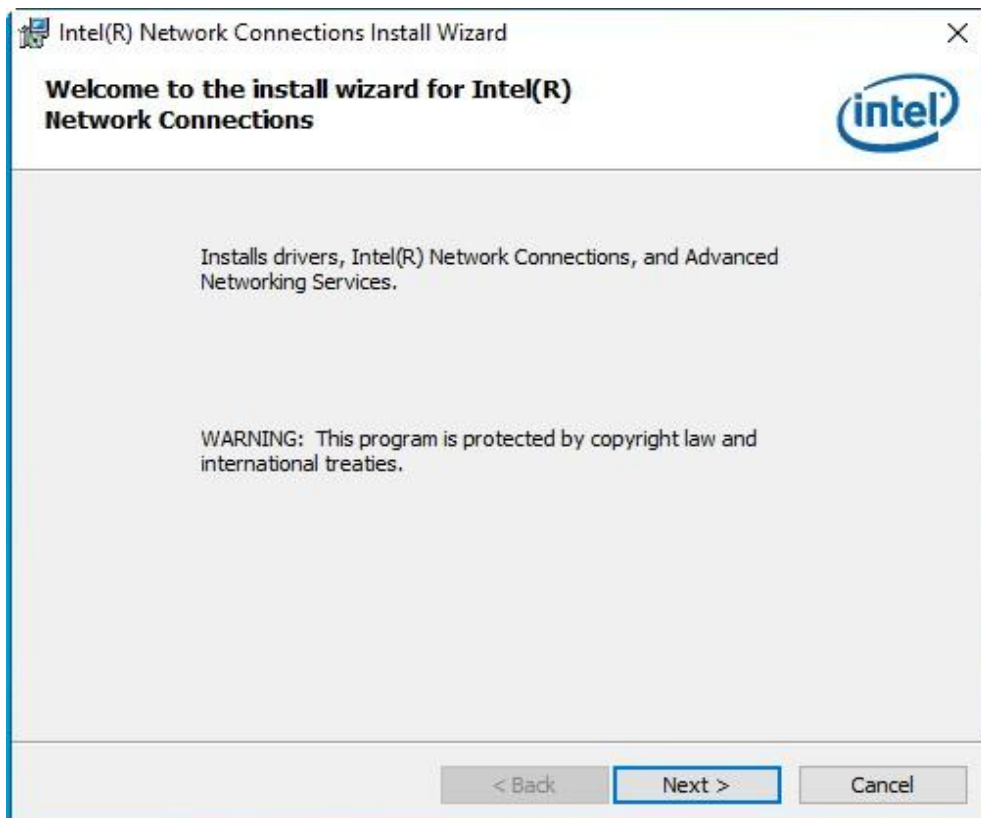 Intel(R) Network Connections Install Wizard
Welcome to the install wizard for Intel(R)
Network Connections
intel
Installs drivers, Intel(R) Network Connections, and Advanced
Networking Services.
WARNING:  This program is protected by copyright law and
international treaties.
< Back
Next >
Cancel